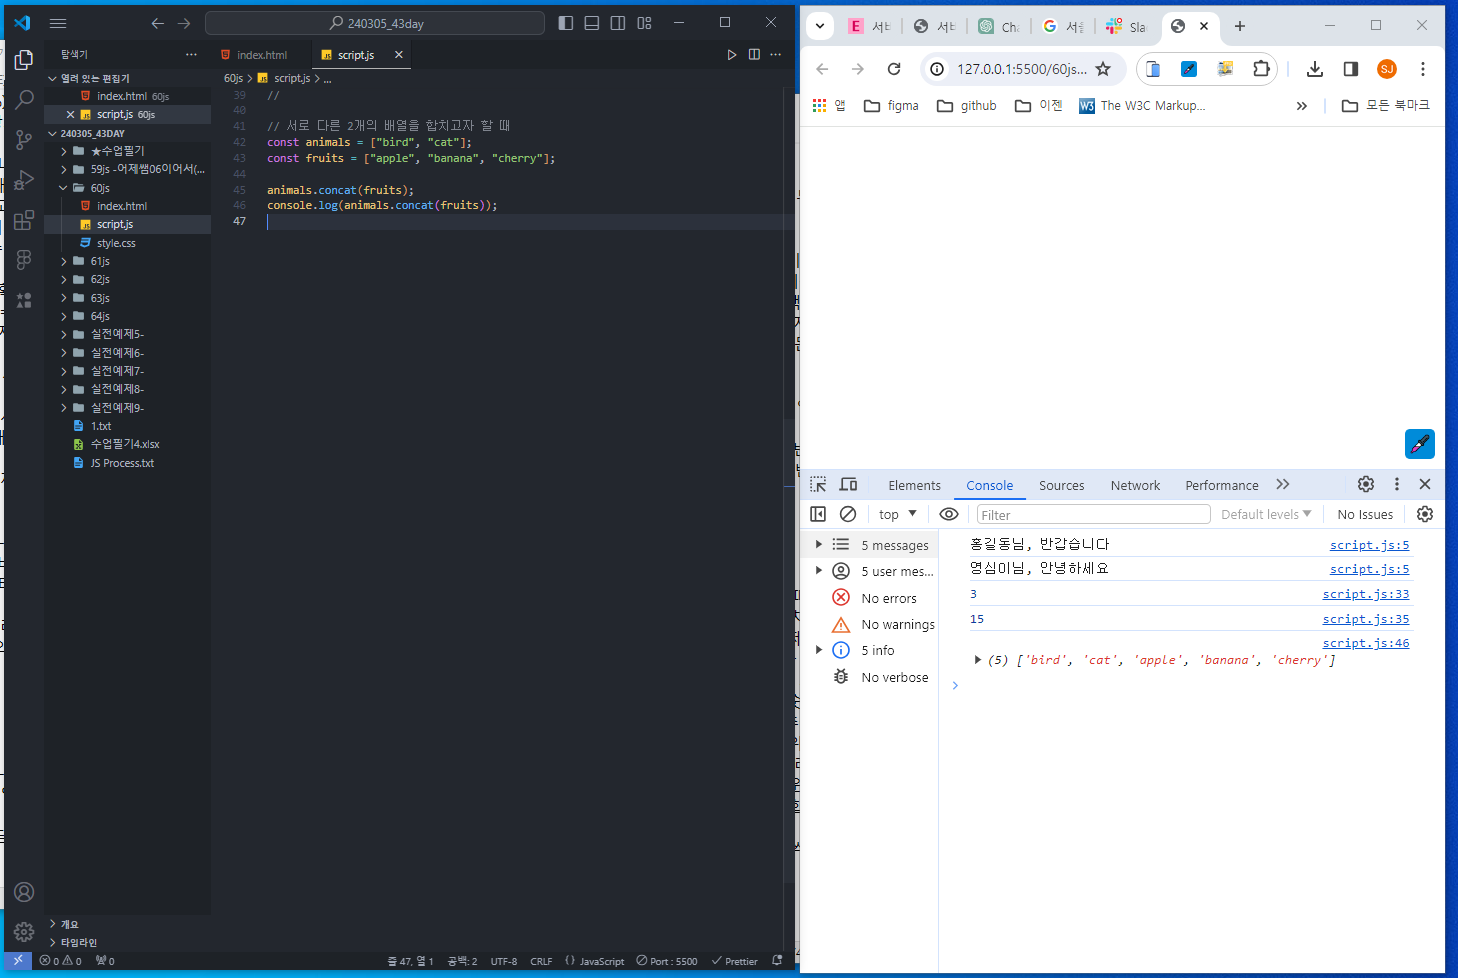 240305_43day
탐색기
열려 있는 편집기
index.html 60js
script.js 60js
240305_43DAY
★수업필기
59js -어제쌤06이어서(...
60js
index.html
script.js
style.css
61js
62js
63js
64js
실전예제5-
실전예제6-
실전예제7-
실전예제8-
실전예제9-
1.txt
수업필기4.xlsx
JS Process.txt
개요
타임라인
index.html
script.js
60js > script.js > ...
39 //
40
41 // 서로 다른 2개의 배열을 합치고자 할 때
42 const animals = ["bird", "cat"];
43 const fruits = ["apple", "banana", "cherry"];
44
45 animals.concat(fruits);
46 console.log(animals.concat(fruits));
47
0 0 0
줄 47, 열 1 공백: 2 UTF-8 CRLF {} JavaScript Port : 5500 Prettier
E 서비 서비 Cha G 서울 Sla
127.0.0.1:5500/60js...
SJ
앱 figma github 이젠 W3 The W3C Markup... » 모든 북마크
Elements Console Sources Network Performance
top Filter Default levels No Issues
5 messages
5 user mes...
No errors
No warnings
5 info
No verbose
홍길동님, 반갑습니다 script.js:5
영심이님, 안녕하세요 script.js:5
3 script.js:33
15 script.js:35
script.js:46
(5) ['bird', 'cat', 'apple', 'banana', 'cherry']